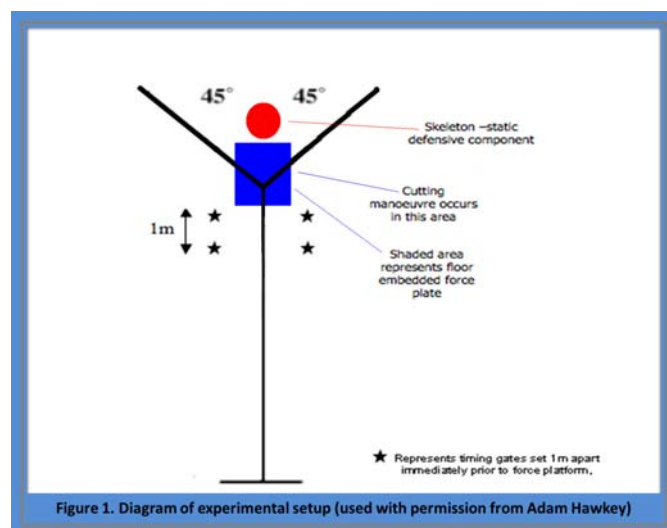 45° 45°
Skeleton –static
defensive component
Cutting
manoeuvre occurs
in this area
1m
Shaded area
represents floor
embedded force
plate
★ Represents timing gates set 1m apart
immediately prior to force platform.
Figure 1. Diagram of experimental setup (used with permission from Adam Hawkey)